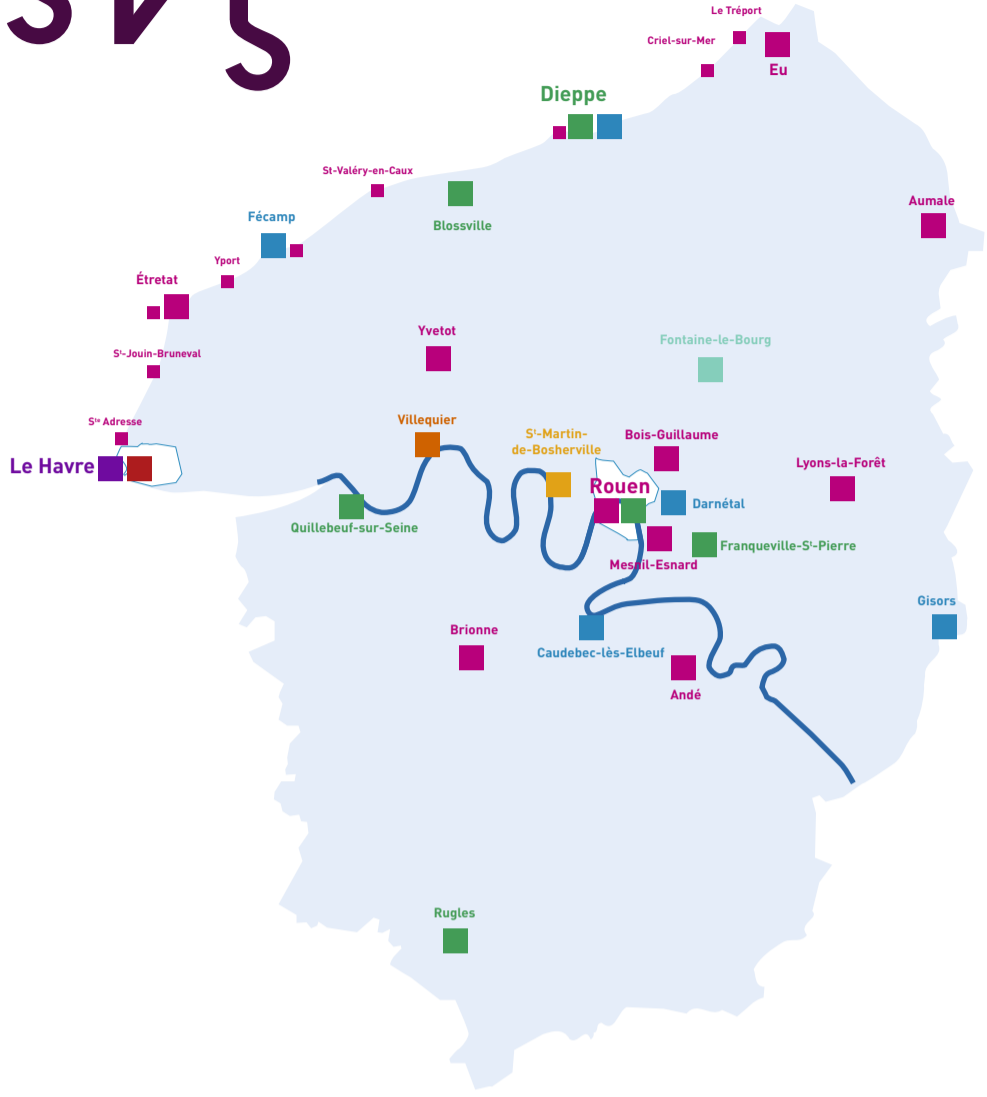 Le Tréport
Criel-sur-Mer
Eu
Dieppe
St-Valéry-en-Caux
Aumale
Fécamp
Blossville
Yport
Étretat
Yvetot
Fontaine-le-Bourg
Sᵗ-Jouin-Bruneval
Sᵗᵉ Adresse
Villequier
Sᵗ-Martin-
de-Bosherville
Bois-Guillaume
Le Havre
Lyons-la-Forêt
Rouen
Darnétal
Quillebeuf-sur-Seine
Franqueville-Sᵗ-Pierre
Mesnil-Esnard
Gisors
Brionne
Caudebec-lès-Elbeuf
Andé
Rugles